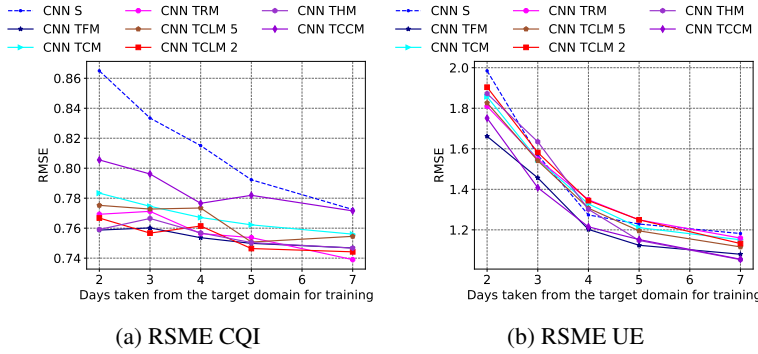 CNN S CNN TRM CNN THM
CNN TFM CNN TCLM 5 CNN TCCM
CNN TCM CNN TCLM 2
0.86
0.84
0.82
0.80
0.78
0.76
0.74
RMSE
2 3 4 5 6 7
Days taken from the target domain for training
(a) RSME CQI
CNN S CNN TRM CNN THM
CNN TFM CNN TCLM 5 CNN TCCM
CNN TCM CNN TCLM 2
2.0
1.8
1.6
1.4
1.2
RMSE
2 3 4 5 6 7
Days taken from the target domain for training
(b) RSME UE